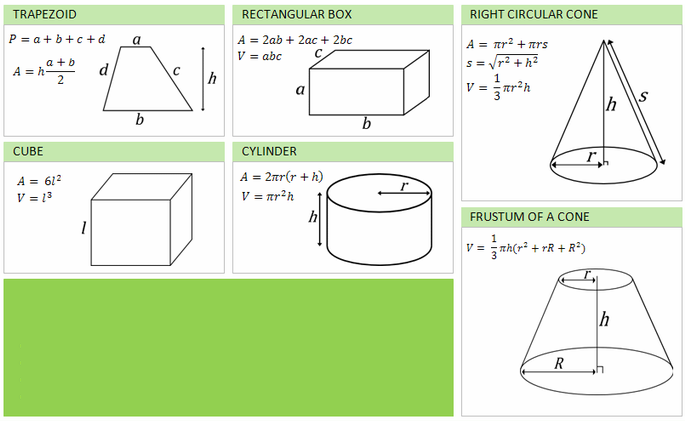 TRAPEZOID
P = a + b + c + d
A = h (a + b)/2
a
d
c
h
b
RECTANGULAR BOX
A = 2ab + 2ac + 2bc
V = abc
c
a
b
RIGHT CIRCULAR CONE
A = πr² + πrs
s = √(r² + h²)
V = 1/3 πr²h
h
s
r
CUBE
A = 6l²
V = l³
l
CYLINDER
A = 2πr(r + h)
V = πr²h
r
h
FRUSTUM OF A CONE
V = 1/3 πh(r² + rR + R²)
r
h
R